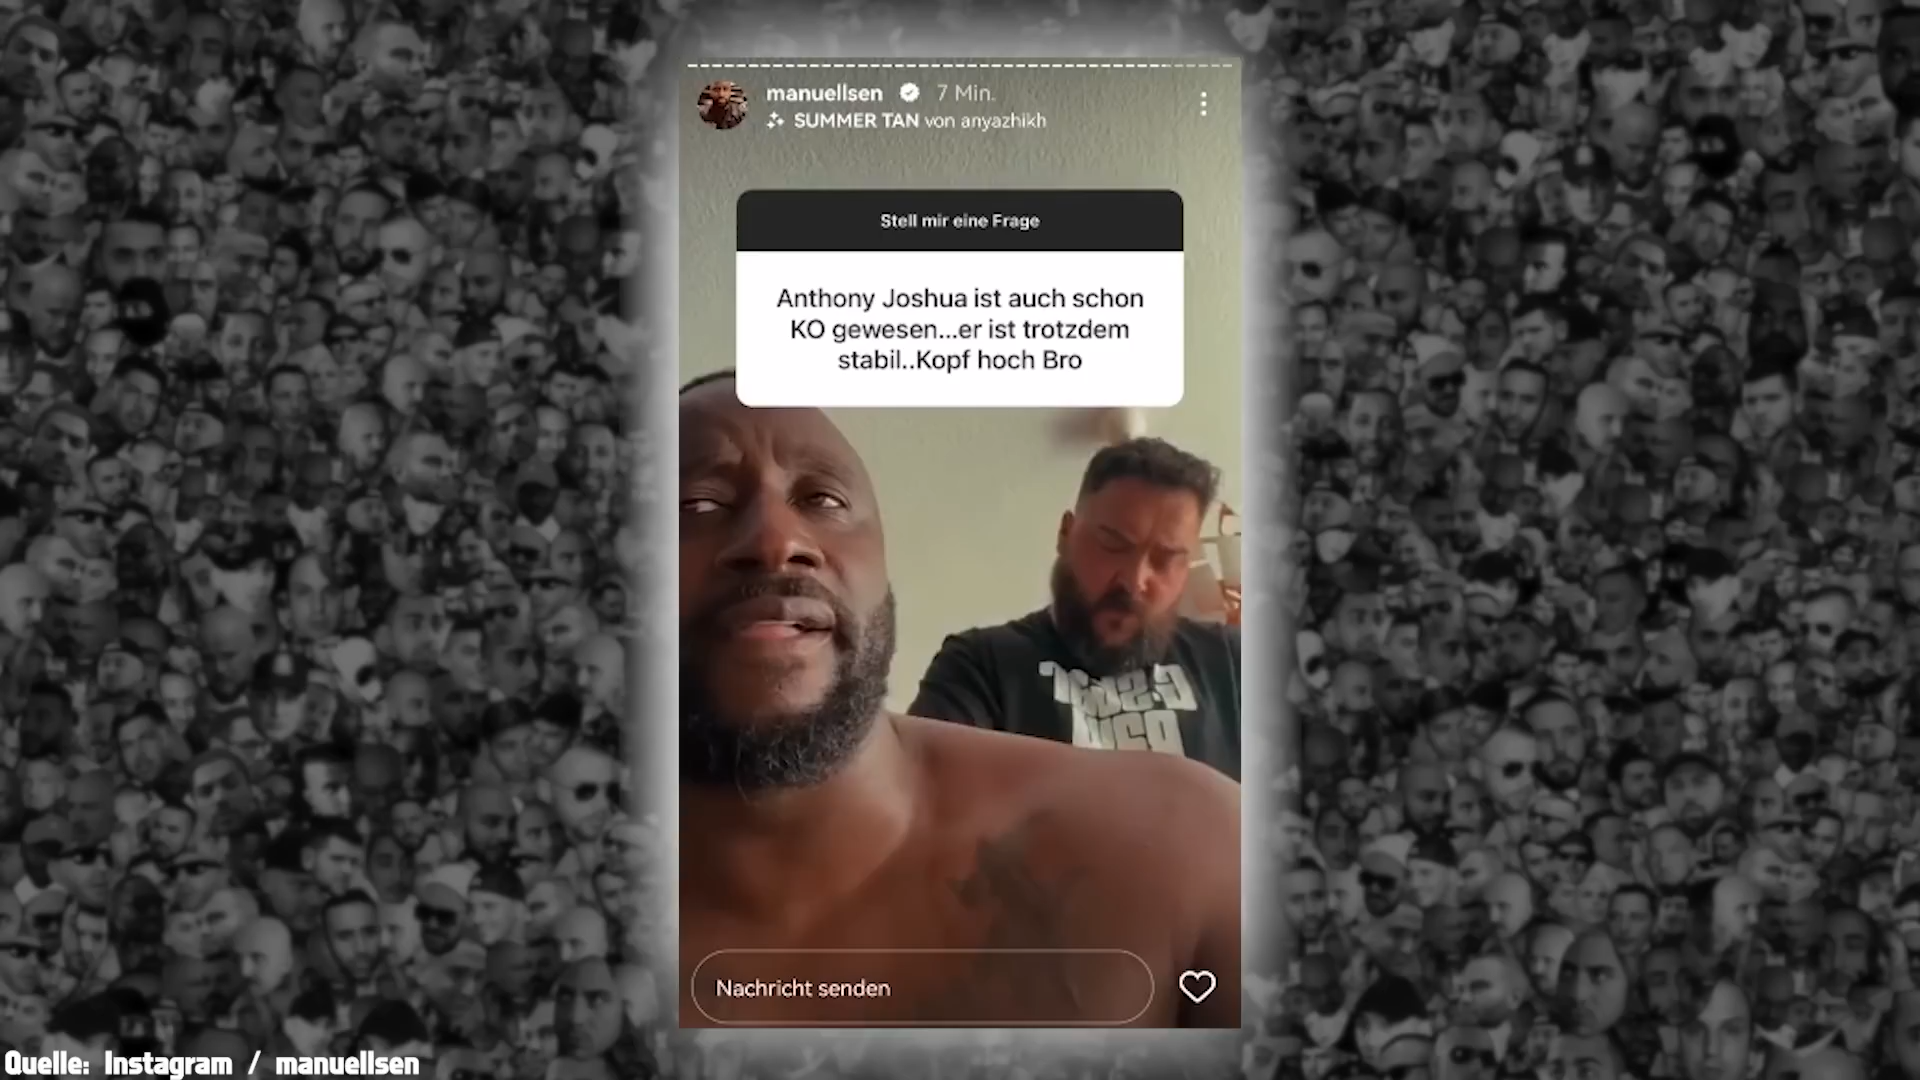 manuellsen 7 Min.
SUMMER TAN von anyazhikh
Stell mir eine Frage
Anthony Joshua ist auch schon
KO gewesen...er ist trotzdem
stabil..Kopf hoch Bro
Nachricht senden
Quelle: Instagram / manuellsen